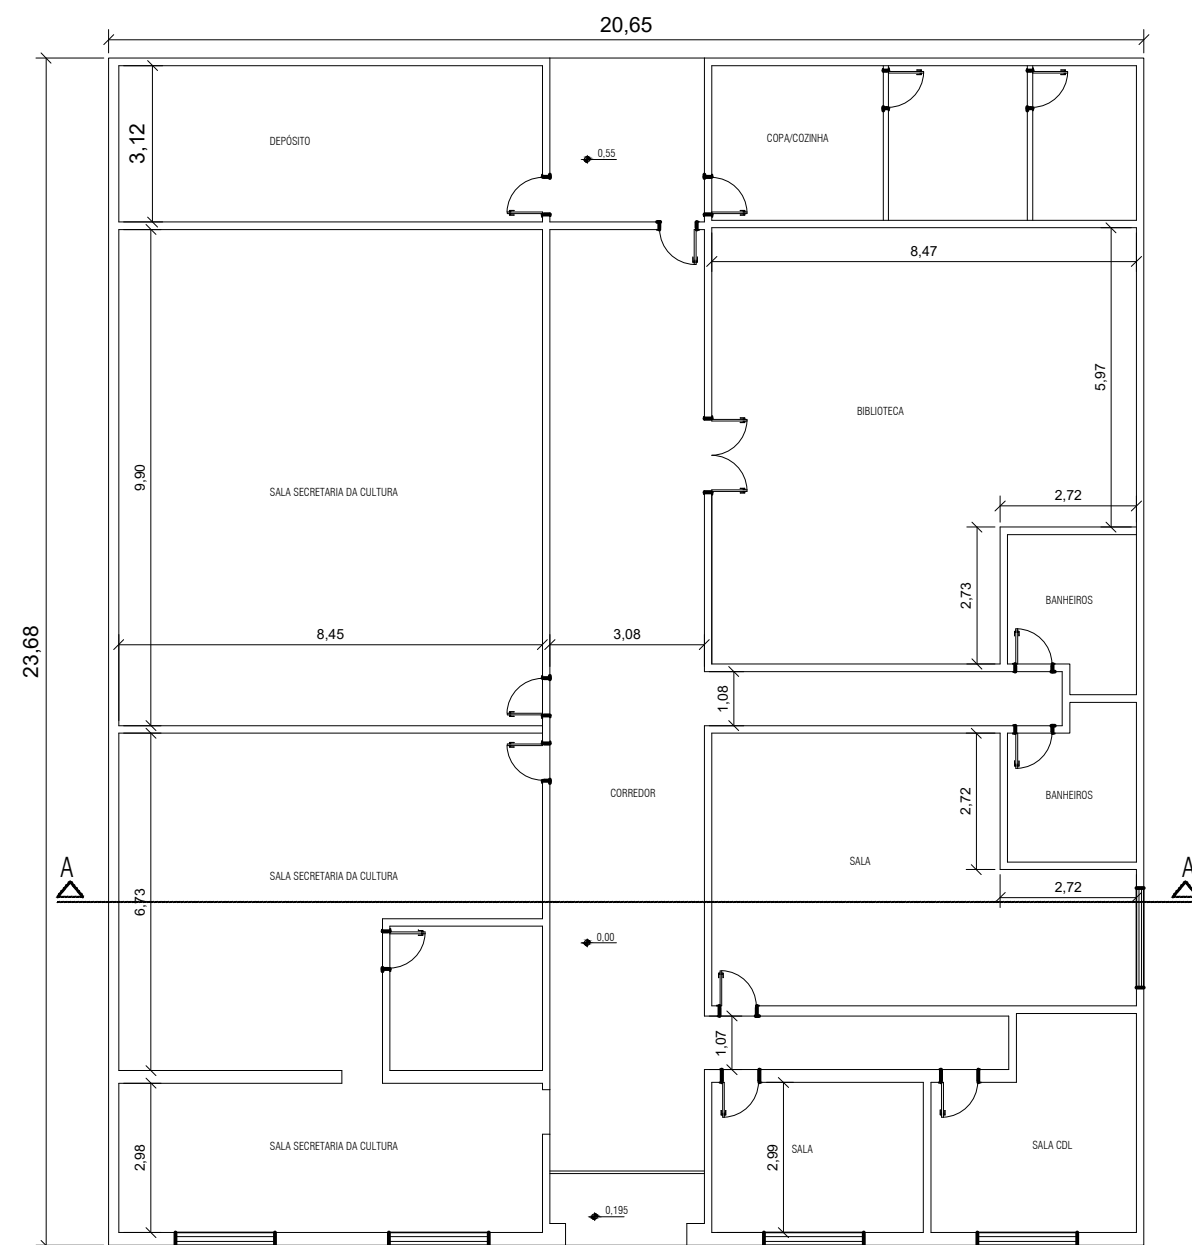 20,65
3,12
DEPÓSITO
COPA/COZINHA
0,55
8,47
5,97
BIBLIOTECA
9,90
SALA SECRETARIA DA CULTURA
2,72
2,73
BANHEIROS
23,68
8,45
3,08
1,08
CORREDOR
2,72
BANHEIROS
SALA
A
A
SALA SECRETARIA DA CULTURA
2,72
6,73
0,00
1,07
SALA SECRETARIA DA CULTURA
2,98
2,99
SALA
SALA CDL
0,195